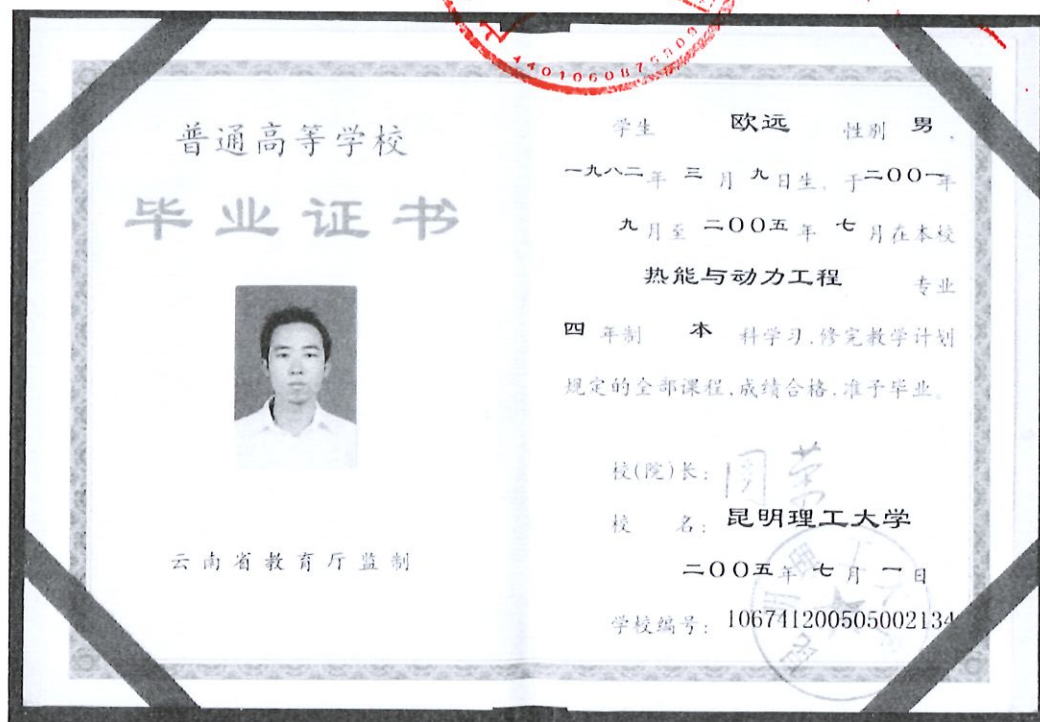 普通高等学校
毕业证书
云南省教育厅监制
学生 欧远 性别 男，
一九八二年 三 月 九日生，于二〇〇一年
九月至 二〇〇五年 七 月在本校
热能与动力工程 专业
四 年制 本 科学习，修完教学计划
规定的全部课程，成绩合格，准予毕业。
校(院)长：
校 名：昆明理工大学
二〇〇五年 七 月 一 日
学校编号：106741200505002134